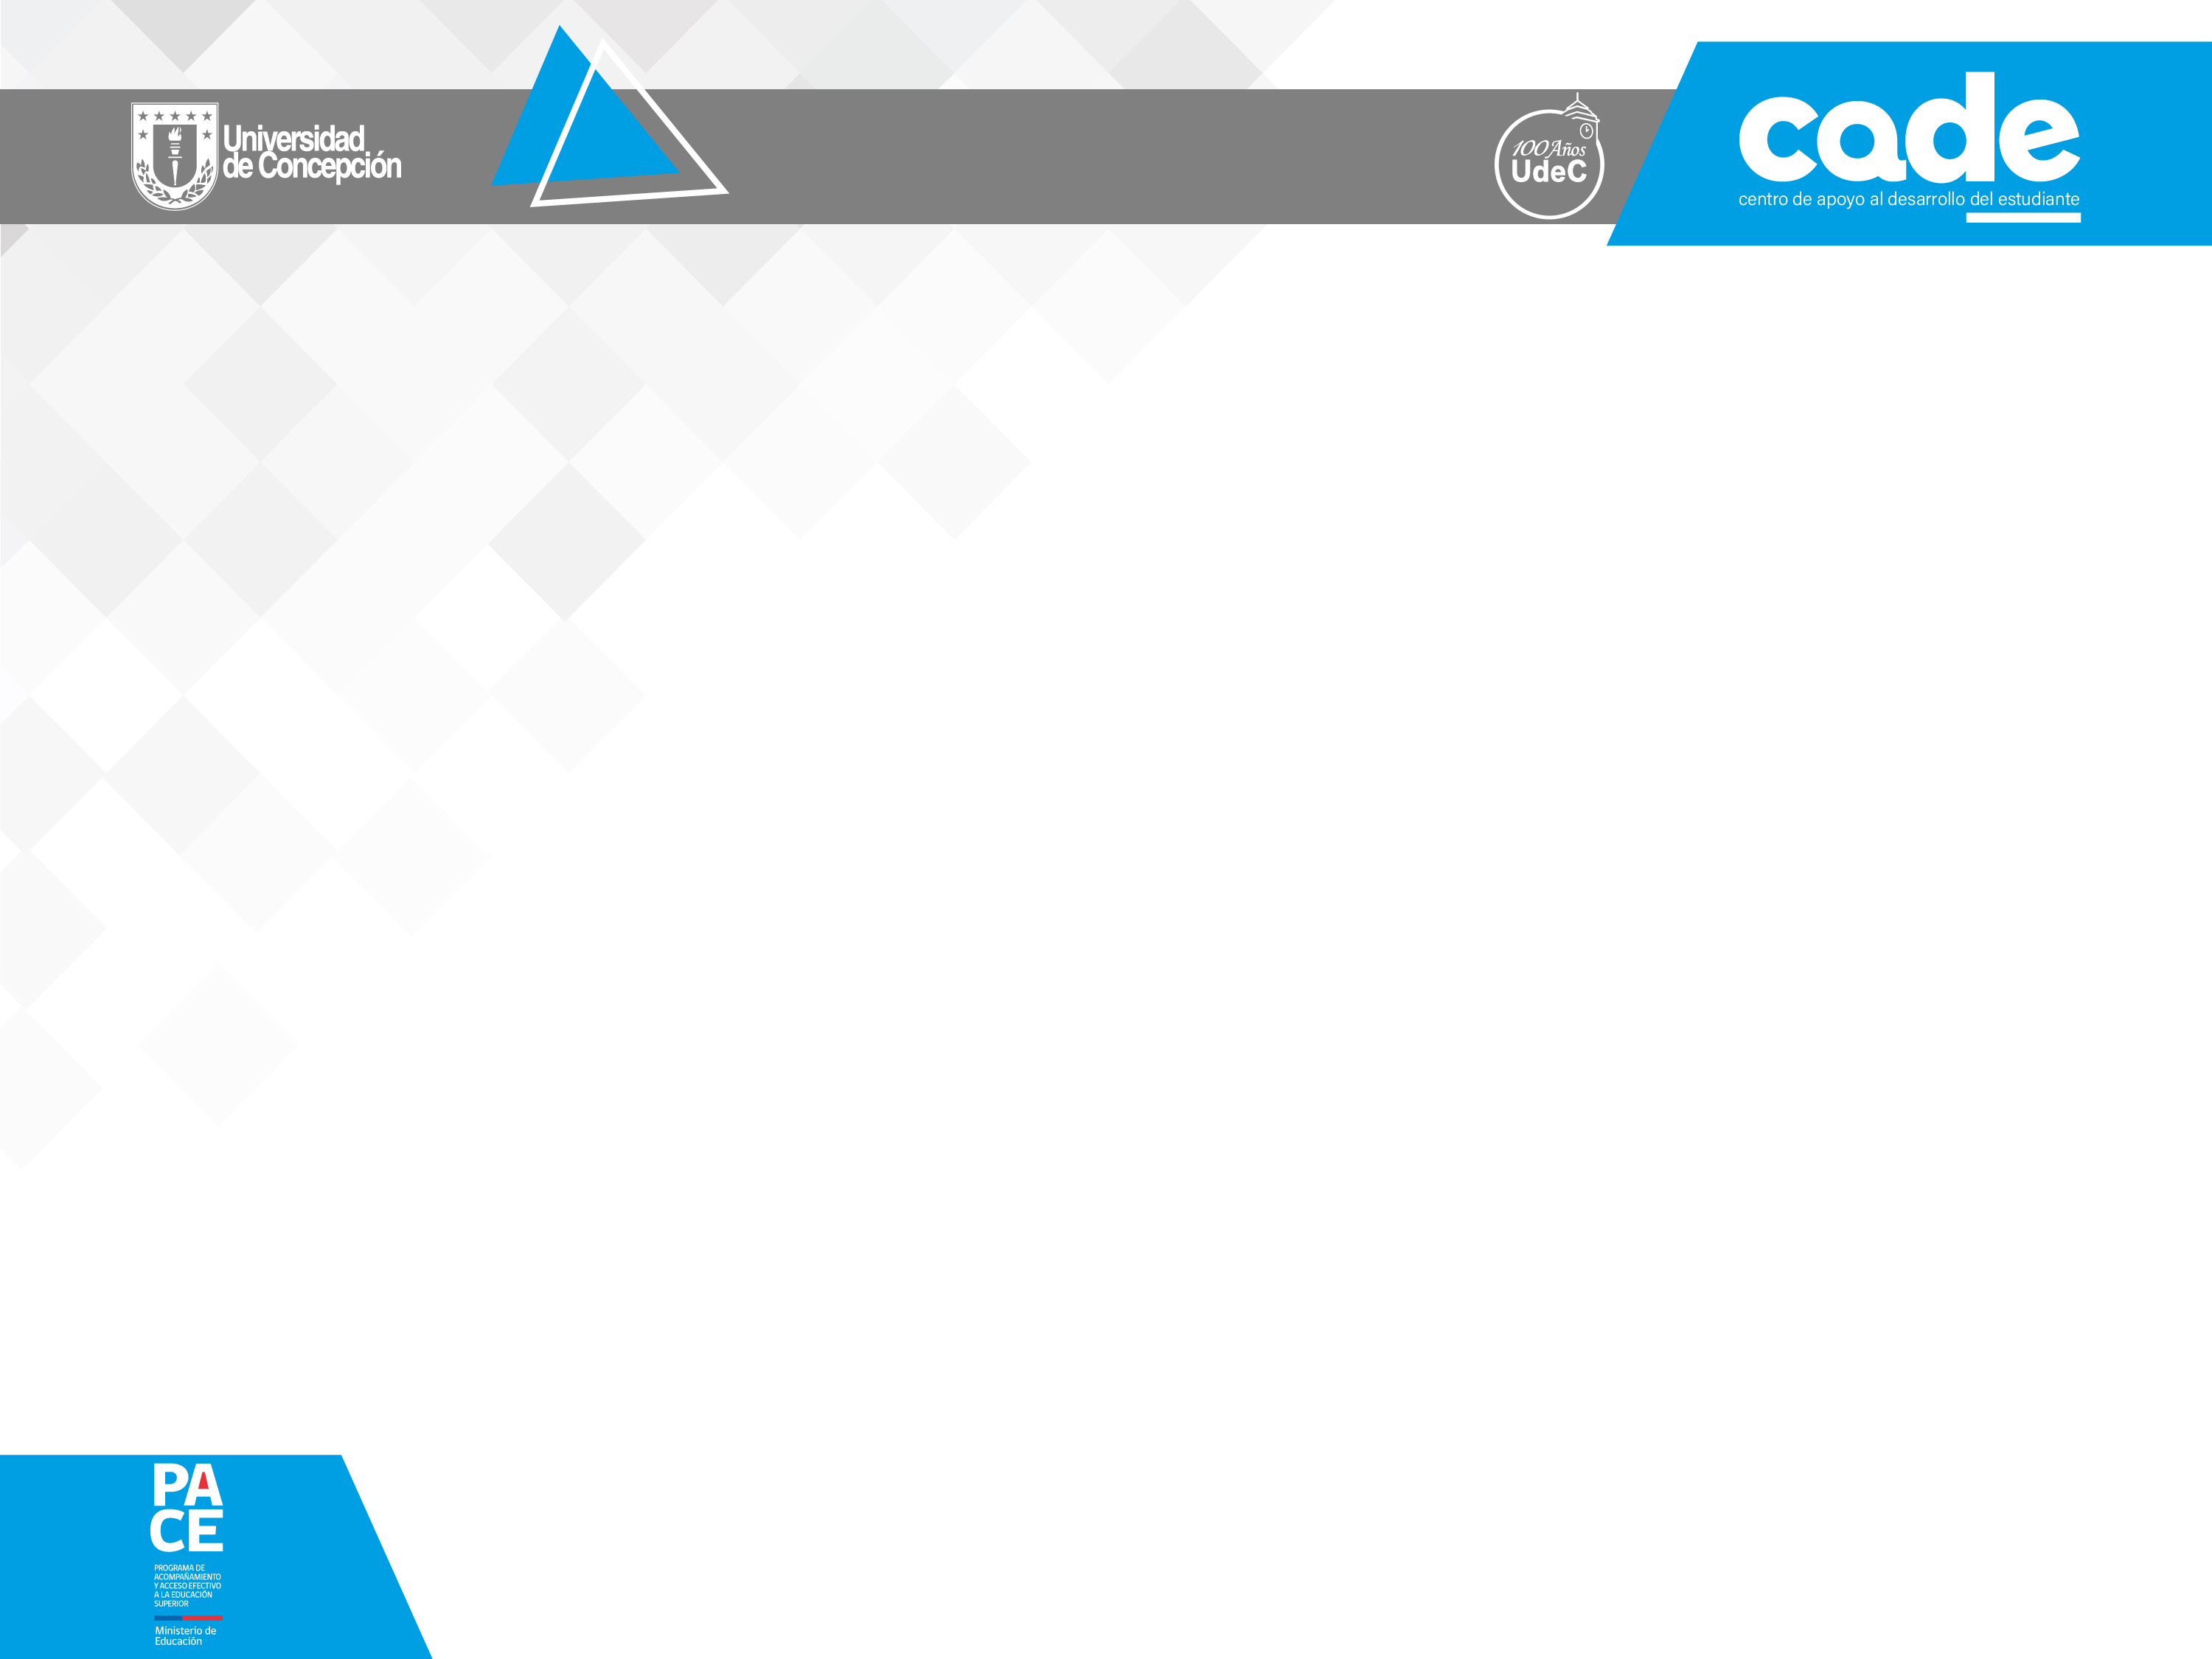 Universidad
de Concepción
100 Años
UdeC
cade
centro de apoyo al desarrollo del estudiante
PA
CE
PROGRAMA DE
ACOMPAÑAMIENTO
Y ACCESO EFECTIVO
A LA EDUCACIÓN
SUPERIOR
Ministerio de
Educación